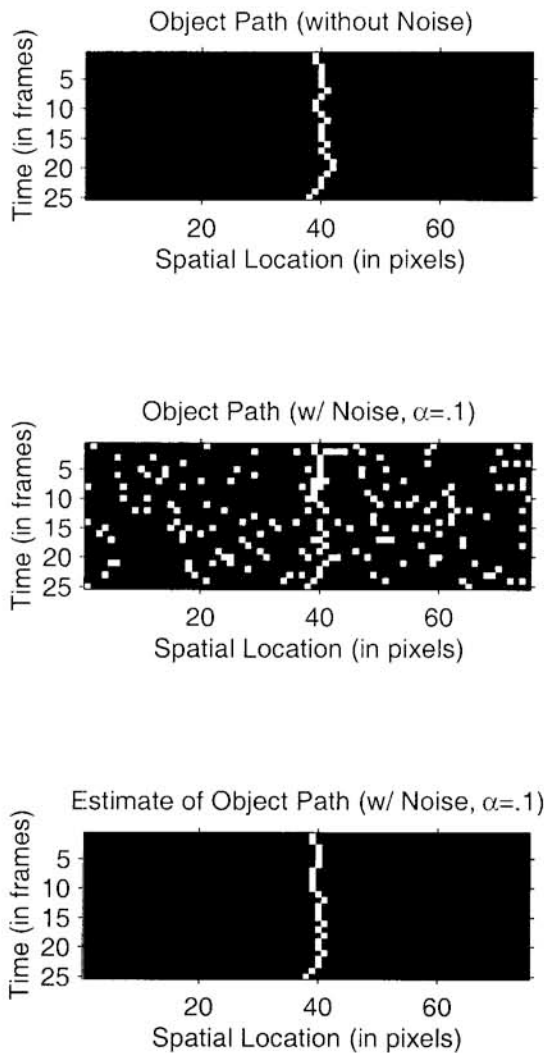 Object Path (without Noise)
Time (in frames)
5
10
15
20
25
20 40 60
Spatial Location (in pixels)
Object Path (w/ Noise, α=.1)
Time (in frames)
5
10
15
20
25
20 40 60
Spatial Location (in pixels)
Estimate of Object Path (w/ Noise, α=.1)
Time (in frames)
5
10
15
20
25
20 40 60
Spatial Location (in pixels)